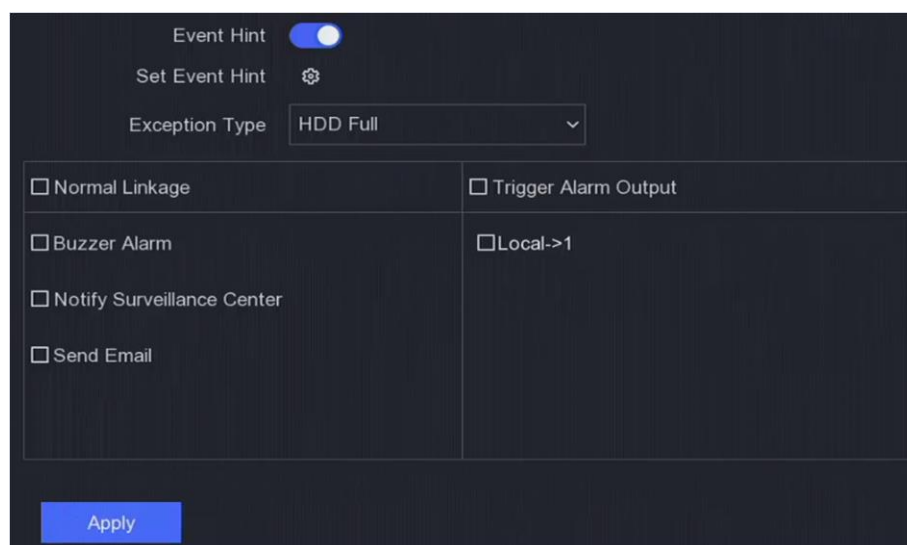 Event Hint
Set Event Hint
Exception Type HDD Full
Normal Linkage Trigger Alarm Output
Buzzer Alarm Local->1
Notify Surveillance Center
Send Email
Apply